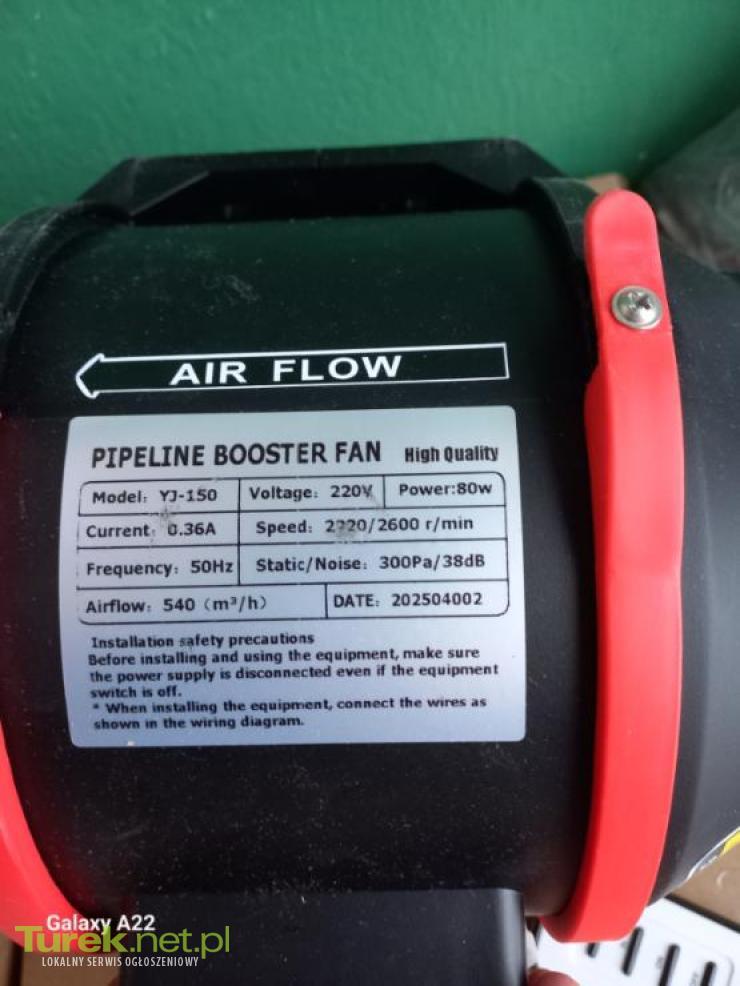 AIR FLOW
PIPELINE BOOSTER FAN High Quality
Model: YJ-150 Voltage: 220V Power:80w
Current: 0.36A Speed: /2600 r/min
Frequency: 50Hz Static/Noise: 300Pa/38dB
Airflow: 540 (m³/h) DATE: 202504002
Installation safety precautions
Before installing and using the equipment, make sure
the power supply is disconnected even if the equipment
switch is off.
* When installing the equipment, connect the wires as
shown in the wiring diagram.
Galaxy A22
Turek.net.pl
LOKALNY SERWIS OGŁOSZENIOWY